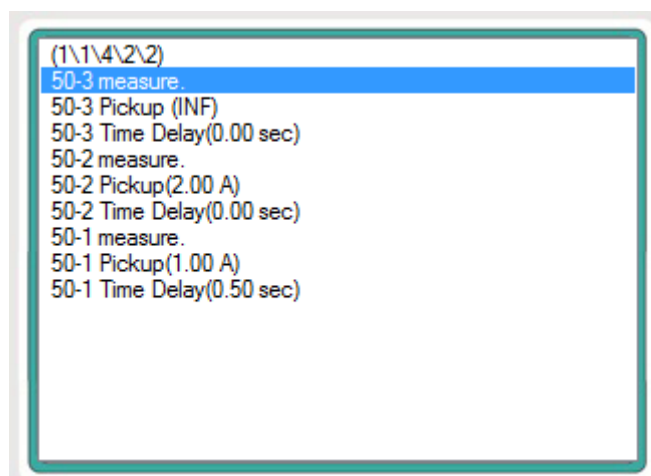 (1\1\4\2\2)
50-3 measure.
50-3 Pickup (INF)
50-3 Time Delay(0.00 sec)
50-2 measure.
50-2 Pickup(2.00 A)
50-2 Time Delay(0.00 sec)
50-1 measure.
50-1 Pickup(1.00 A)
50-1 Time Delay(0.50 sec)